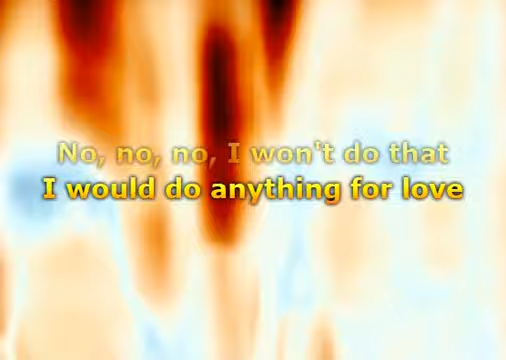 No, no, no, I won't do that
I would do anything for love